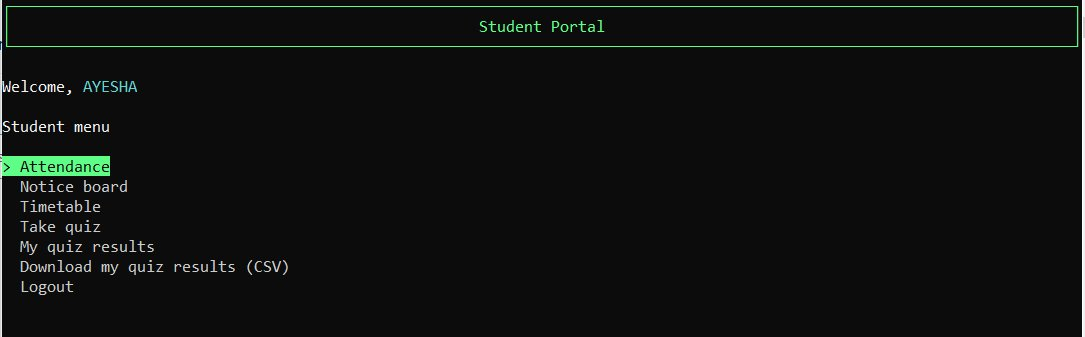 Student Portal
Welcome, AYESHA
Student menu
> Attendance
Notice board
Timetable
Take quiz
My quiz results
Download my quiz results (CSV)
Logout